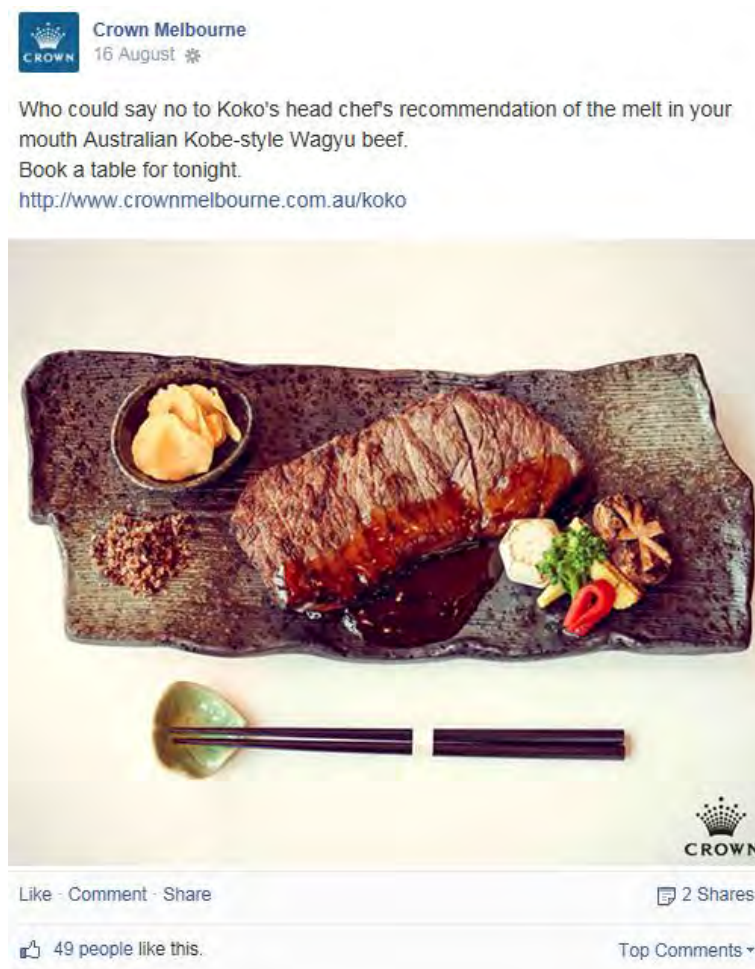 CROWN
Crown Melbourne
16 August
Who could say no to Koko's head chef's recommendation of the melt in your
mouth Australian Kobe-style Wagyu beef.
Book a table for tonight.
http://www.crownmelbourne.com.au/koko
CROWN
Like · Comment · Share
2 Shares
49 people like this.
Top Comments